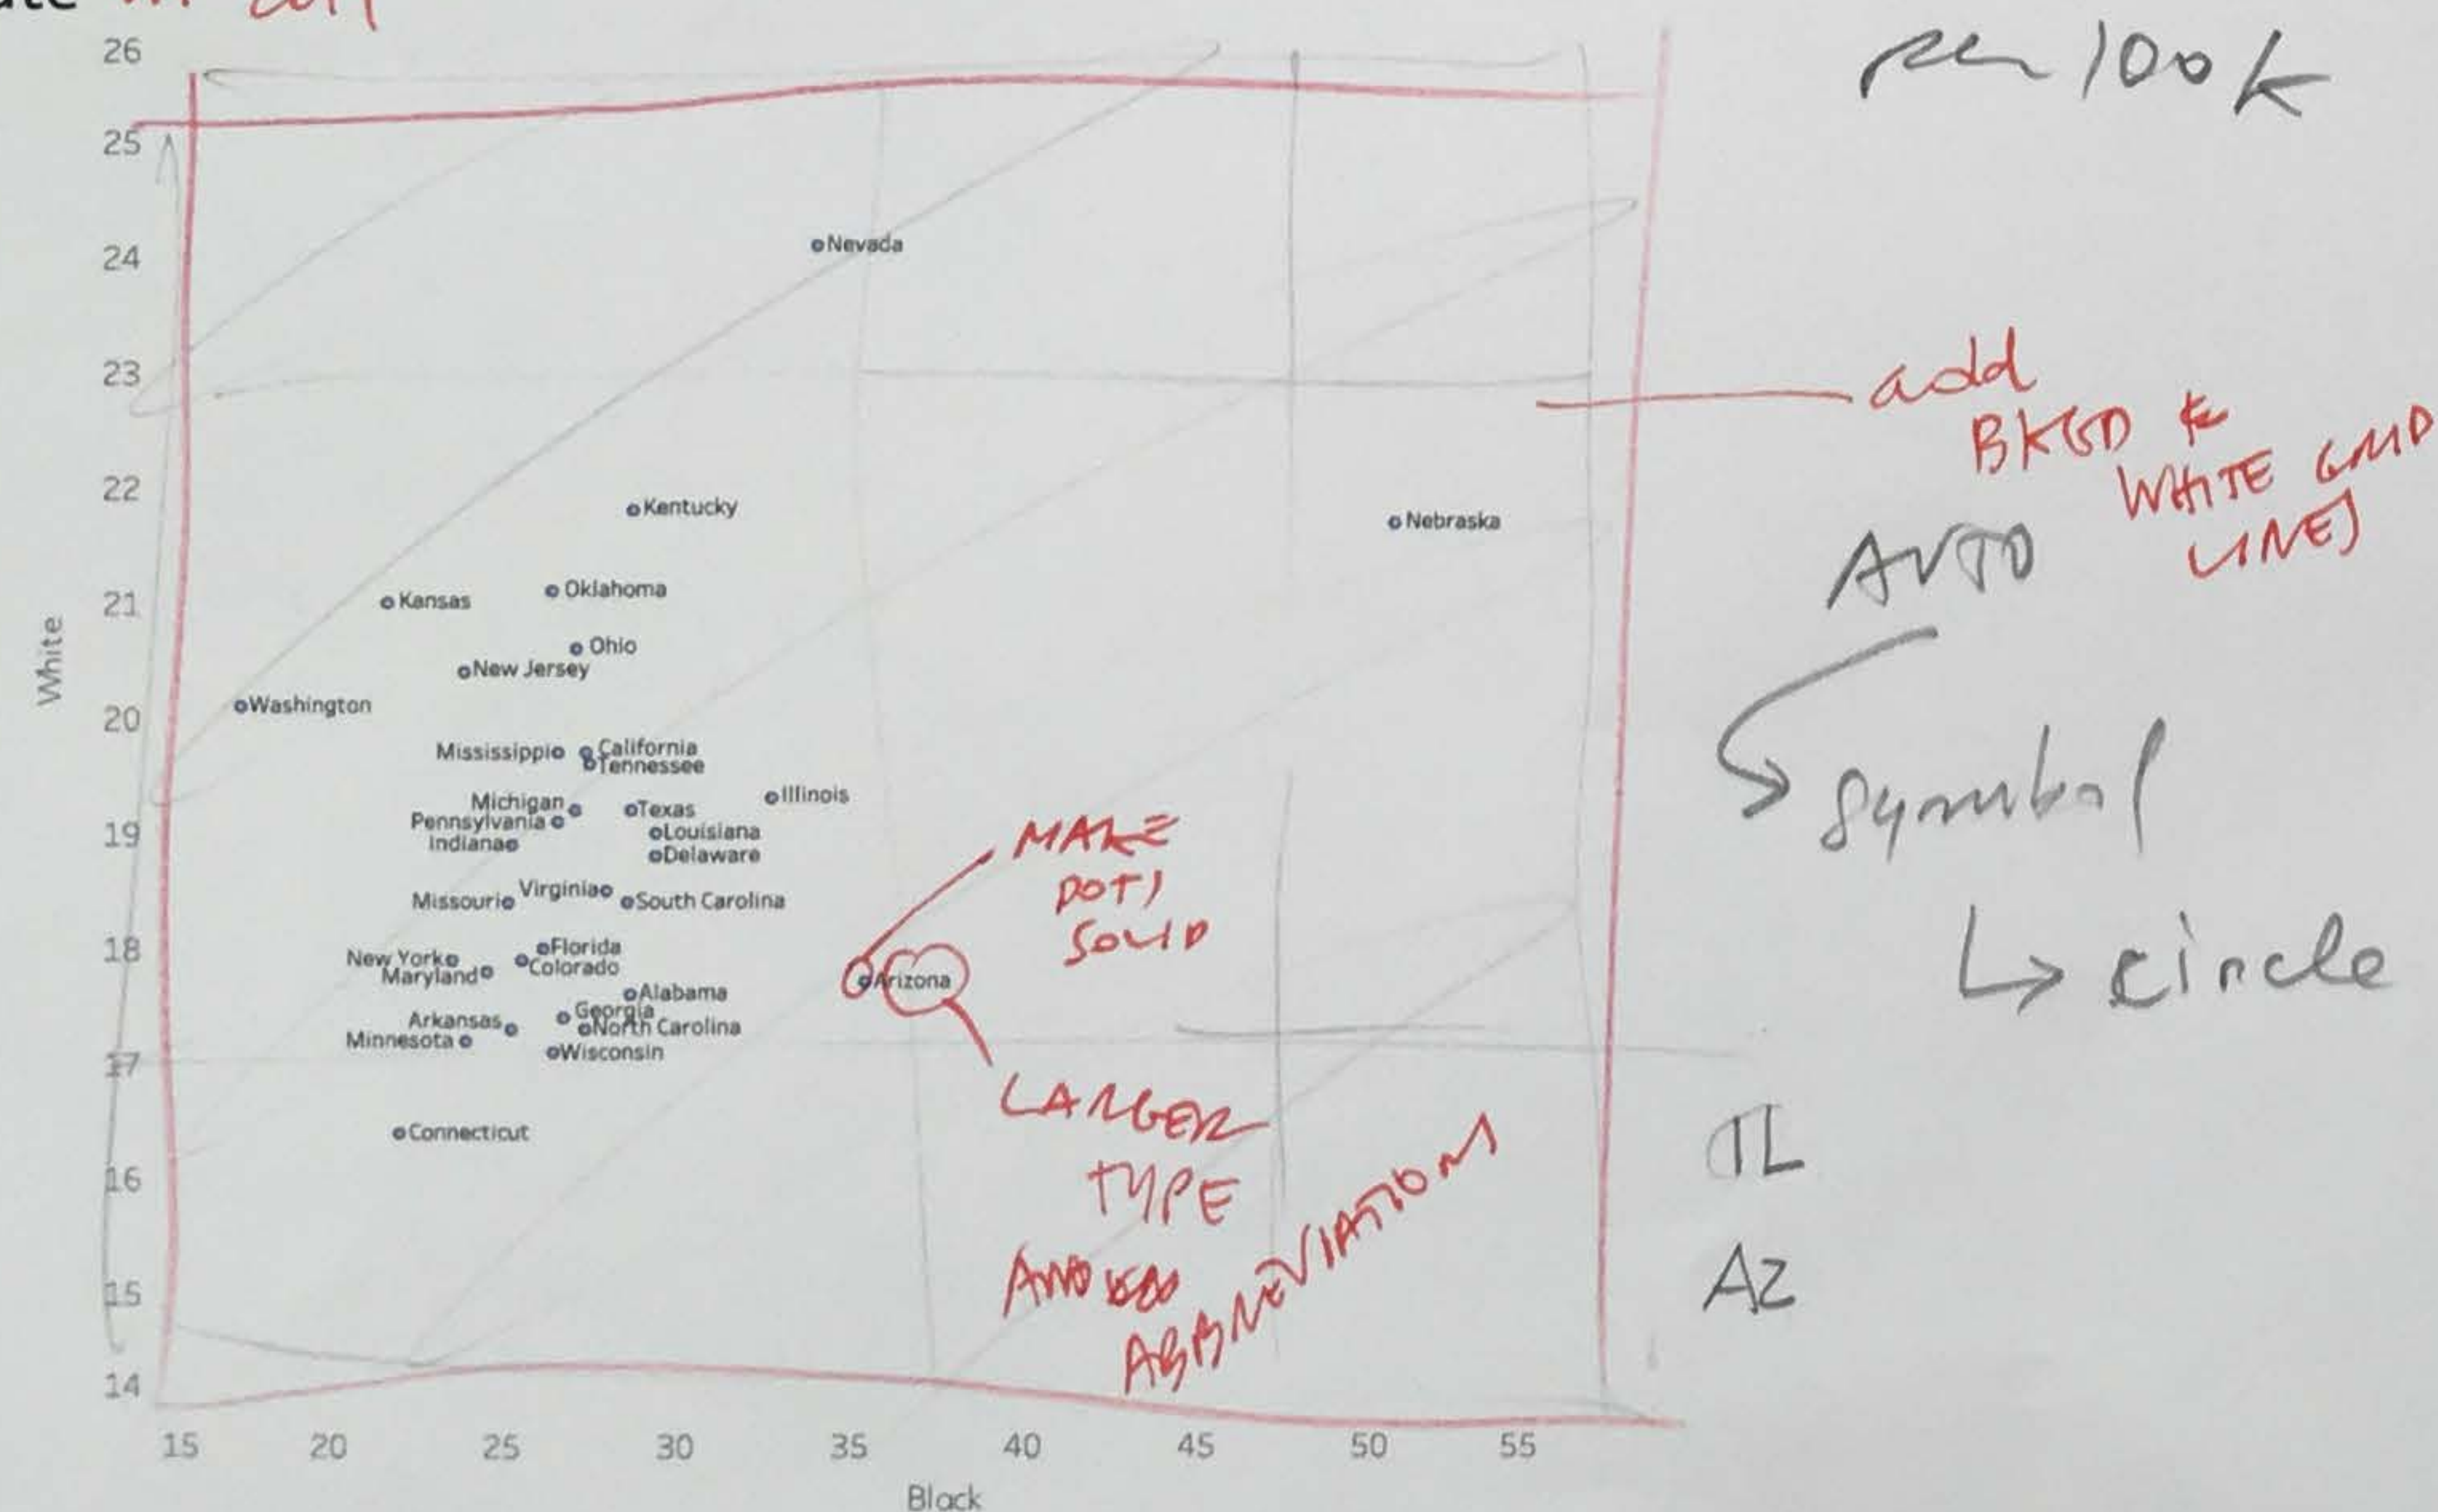 26
per 100k
25
24
Nevada
23
add
BKGD &
WHITE GRID
LINES
22
Kentucky
Nebraska
AUTO
21
Kansas
Oklahoma
Ohio
New Jersey
White
20
Washington
Mississippi
California
Tennessee
symbol
Illinois
Michigan
Texas
Pennsylvania
19
Louisiana
Indiana
Delaware
MAKE
DOTS
SOLID
Virginia
Missouri
South Carolina
18
Florida
New York
Colorado
Maryland
Arizona
circle
Alabama
Georgia
Arkansas
North Carolina
Minnesota
Wisconsin
17
LARGER
TYPE
ABBREVIATIONS
IL
Connecticut
16
AZ
15
14
15 20 25 30 35 40 45 50 55
Black